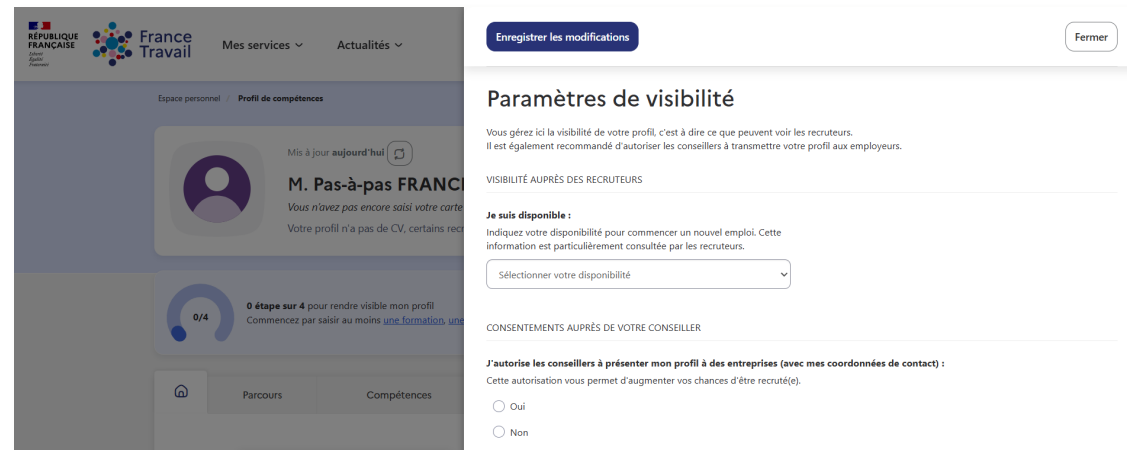 RÉPUBLIQUE
FRANÇAISE
Liberté
Égalité
Fraternité
France
Travail
Mes services
Actualités
Espace personnel / Profil de compétences
Mis à jour aujourd'hui
M. Pas-à-pas FRANC
Vous n'avez pas encore saisi votre carte
Votre profil n'a pas de CV, certains recr
0/4
0 étape sur 4 pour rendre visible mon profil
Commencez par saisir au moins une formation, une
Parcours
Compétences
Enregistrer les modifications
Fermer
Paramètres de visibilité
Vous gérez ici la visibilité de votre profil, c'est à dire ce que peuvent voir les recruteurs.
Il est également recommandé d'autoriser les conseillers à transmettre votre profil aux employeurs.
VISIBILITÉ AUPRÈS DES RECRUTEURS
Je suis disponible :
Indiquez votre disponibilité pour commencer un nouvel emploi. Cette
information est particulièrement consultée par les recruteurs.
Sélectionner votre disponibilité
CONSENTEMENTS AUPRÈS DE VOTRE CONSEILLER
J'autorise les conseillers à présenter mon profil à des entreprises (avec mes coordonnées de contact) :
Cette autorisation vous permet d'augmenter vos chances d'être recruté(e).
Oui
Non